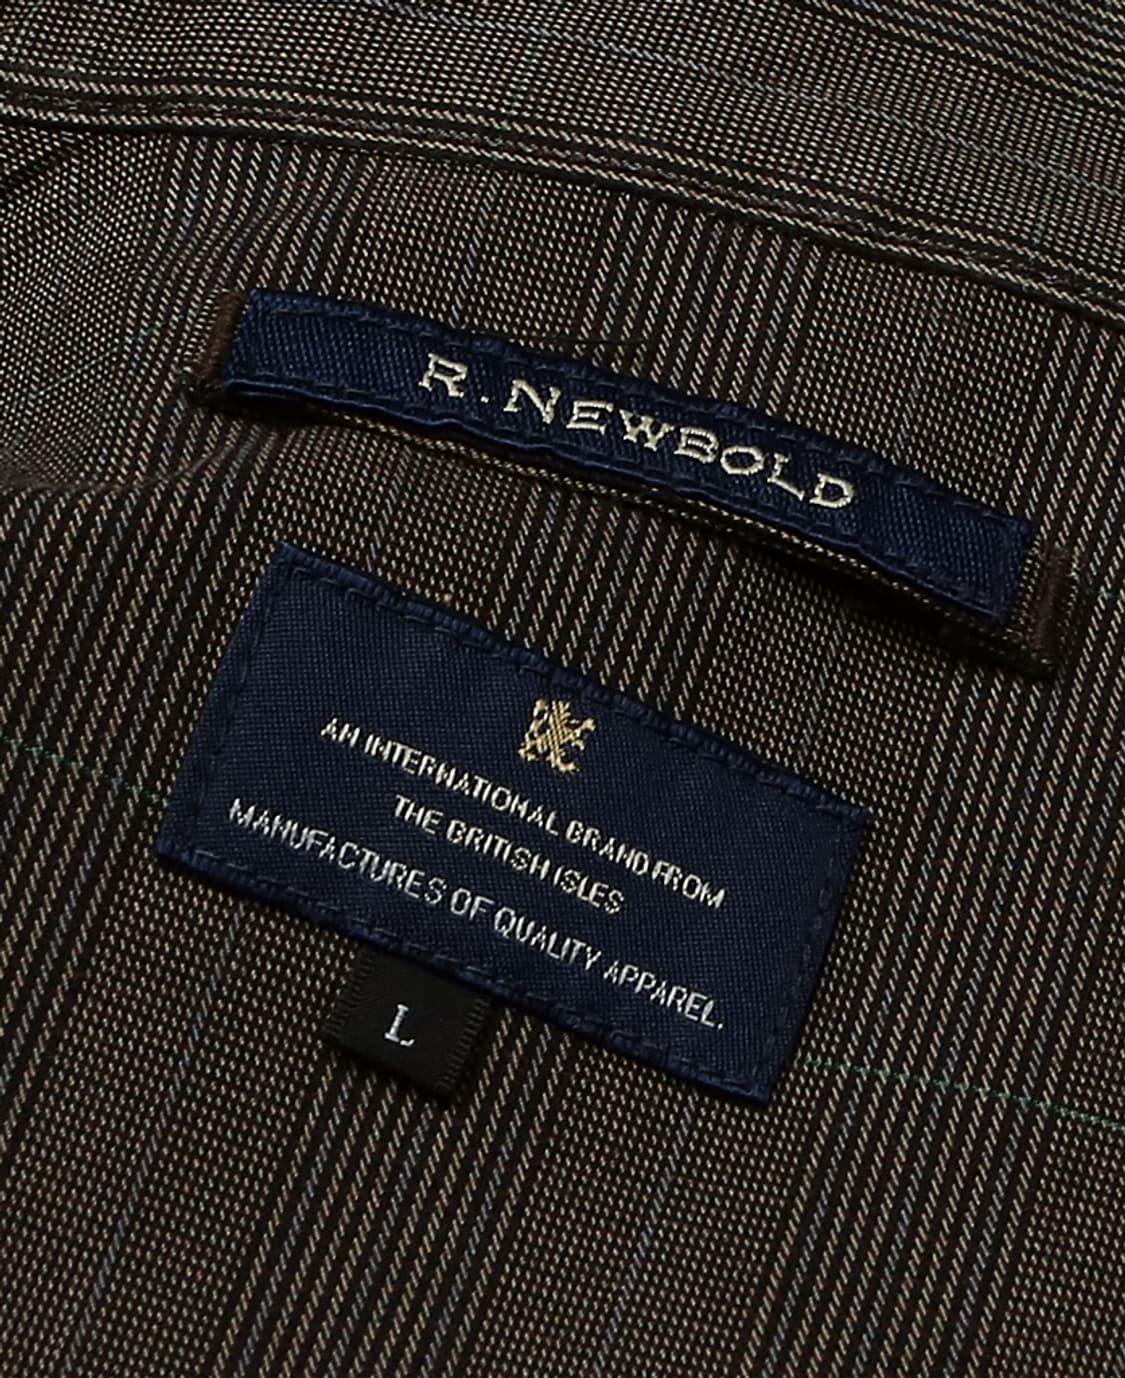 R. NEWBOLD
AN INTERNATIONAL BRAND FROM
THE BRITISH ISLES
MANUFACTURES OF QUALITY APPAREL.
L